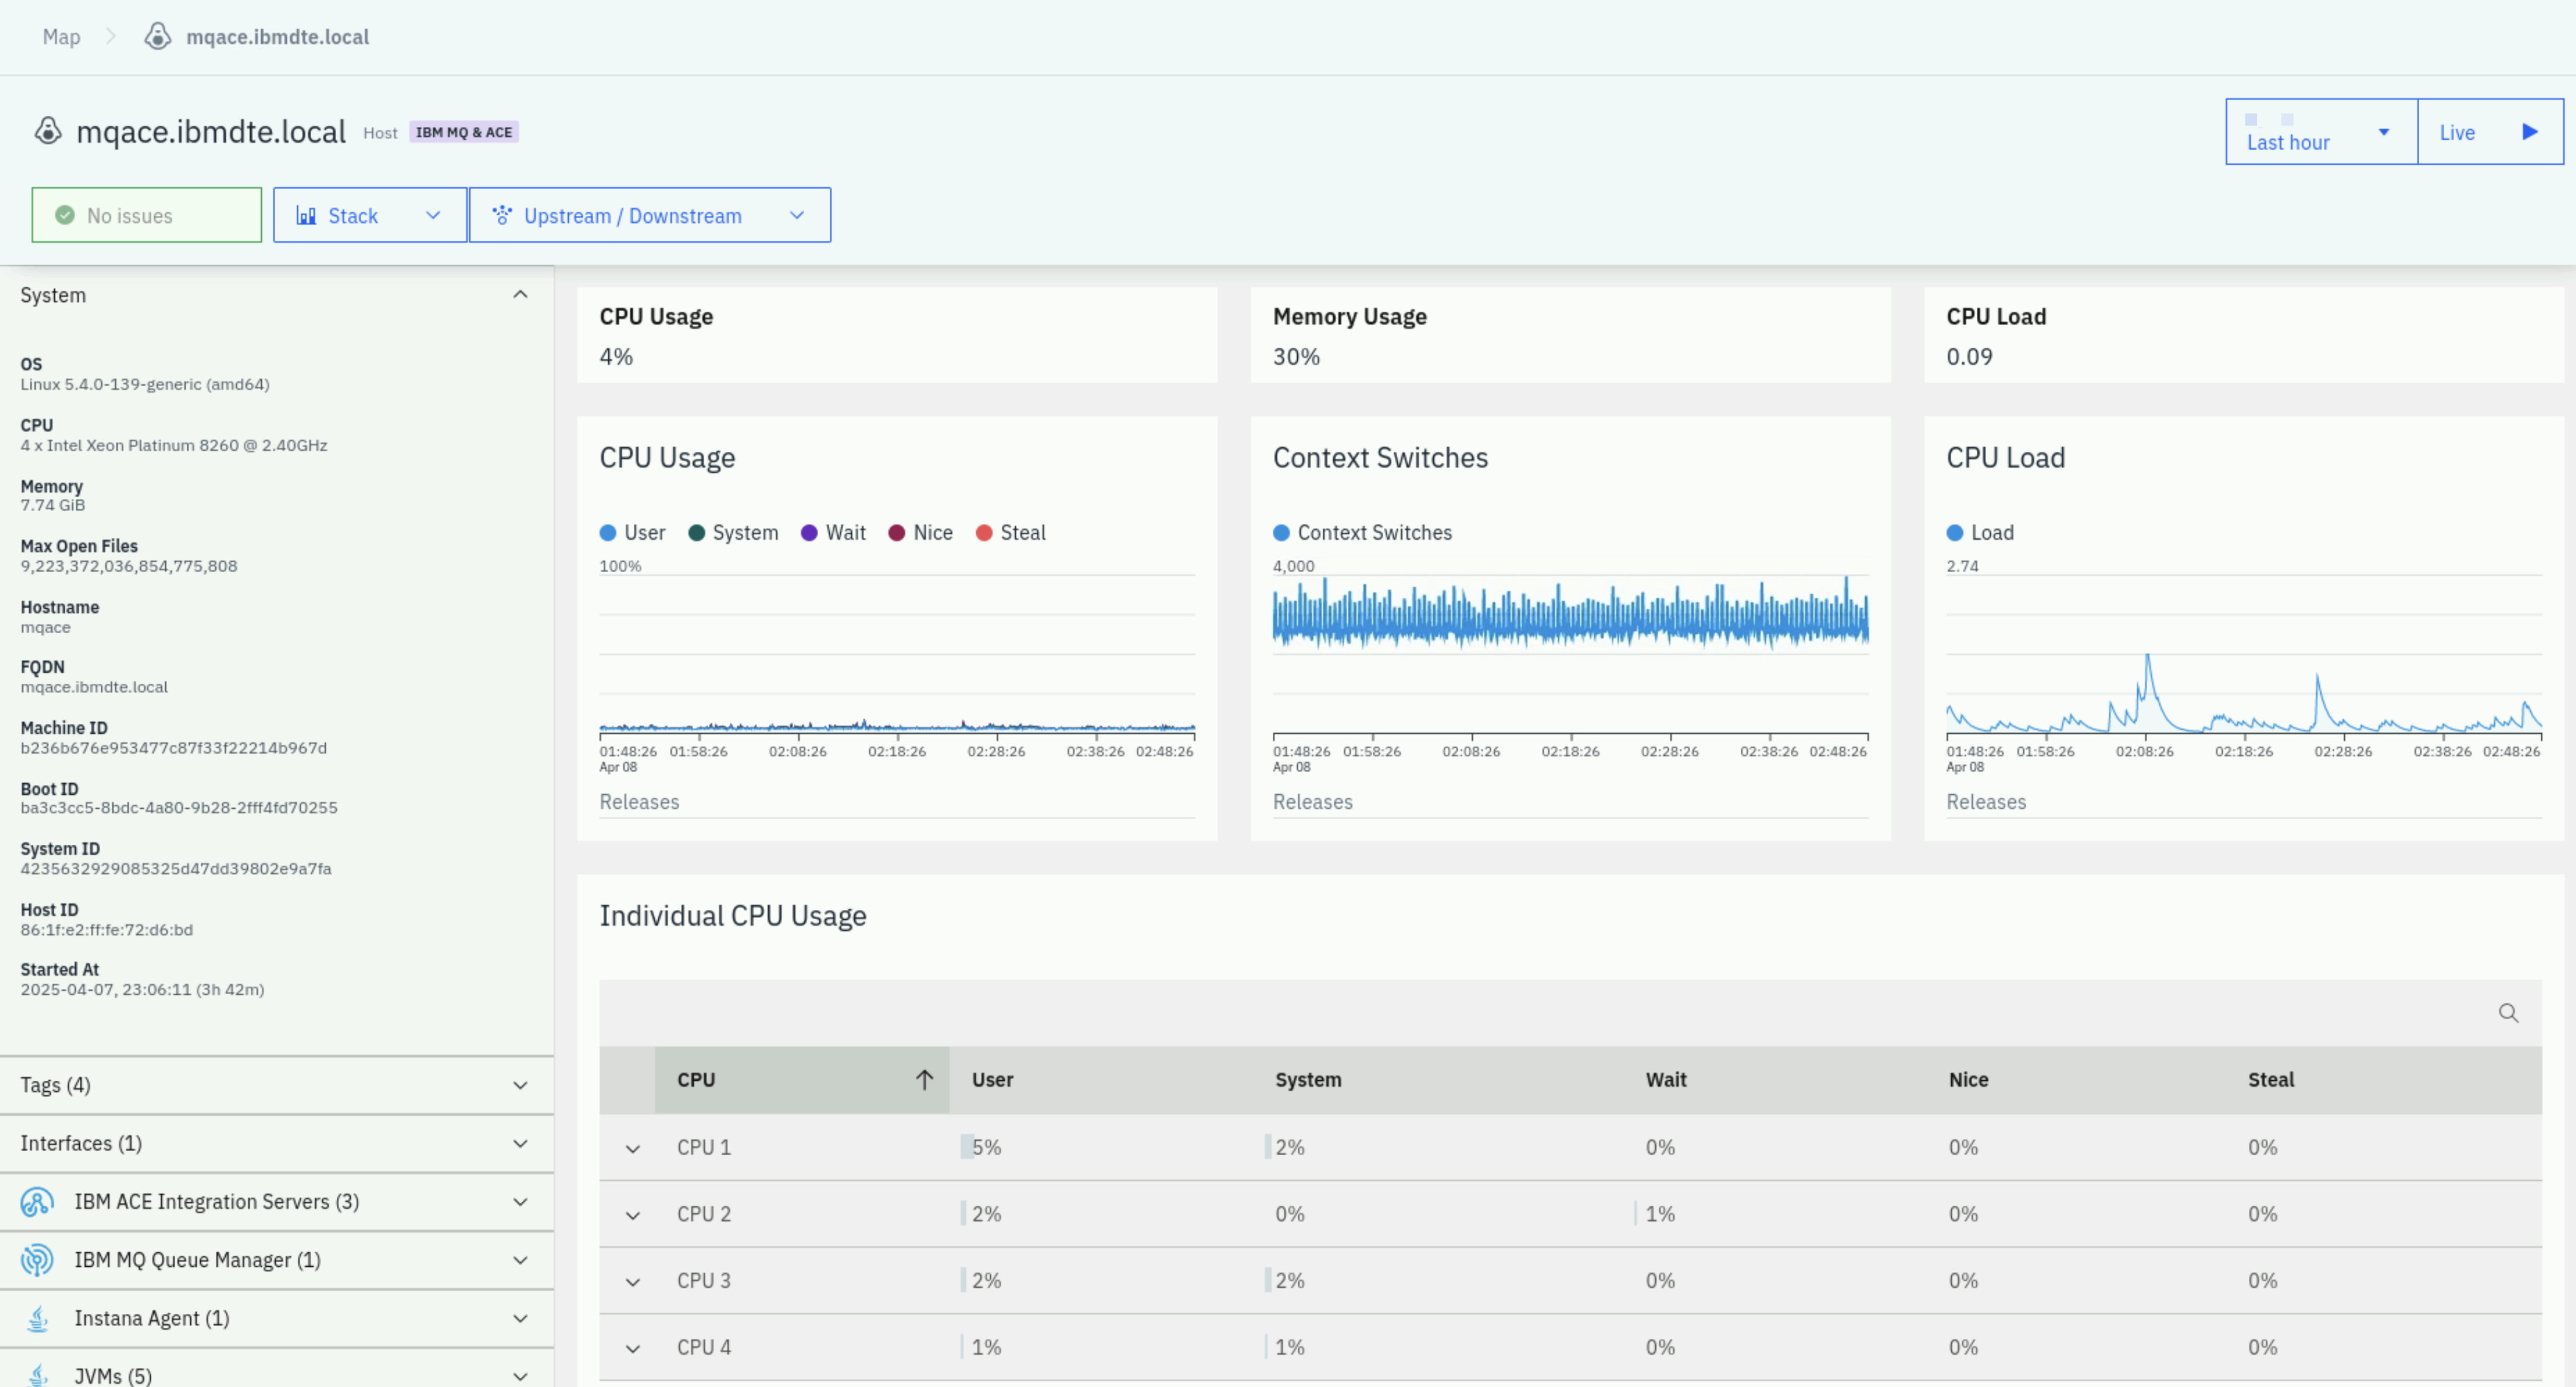 Map
mqace.ibmdte.local
mqace.ibmdte.local Host IBM MQ & ACE
Last hour
Live
No issues
Stack
Upstream / Downstream
System
OS
Linux 5.4.0-139-generic (amd64)
CPU
4 x Intel Xeon Platinum 8260 @ 2.40GHz
Memory
7.74 GiB
Max Open Files
9,223,372,036,854,775,808
Hostname
mqace
FQDN
mqace.ibmdte.local
Machine ID
b236b676e953477c87f33f22214b967d
Boot ID
ba3c3cc5-8bdc-4a80-9b28-2fff4fd70255
System ID
4235632929085325d47dd39802e9a7fa
Host ID
86:1f:e2:ff:fe:72:d6:bd
Started At
2025-04-07, 23:06:11 (3h 42m)
Tags (4)
Interfaces (1)
IBM ACE Integration Servers (3)
IBM MQ Queue Manager (1)
Instana Agent (1)
JVMs (5)
CPU Usage
4%
Memory Usage
30%
CPU Load
0.09
CPU Usage
User System Wait Nice Steal
100%
01:48:26 01:58:26 02:08:26 02:18:26 02:28:26 02:38:26 02:48:26
Apr 08
Releases
Context Switches
Context Switches
4,000
01:48:26 01:58:26 02:08:26 02:18:26 02:28:26 02:38:26 02:48:26
Apr 08
Releases
CPU Load
Load
2.74
01:48:26 01:58:26 02:08:26 02:18:26 02:28:26 02:38:26 02:48:26
Apr 08
Releases
Individual CPU Usage
CPU User System Wait Nice Steal
CPU 1 5% 2% 0% 0% 0%
CPU 2 2% 0% 1% 0% 0%
CPU 3 2% 2% 0% 0% 0%
CPU 4 1% 1% 0% 0% 0%